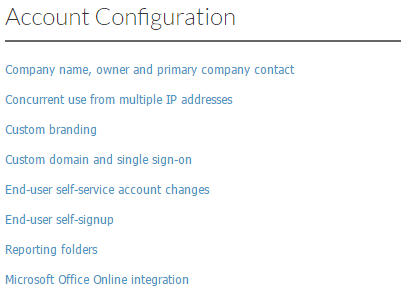 Account Configuration
Company name, owner and primary company contact
Concurrent use from multiple IP addresses
Custom branding
Custom domain and single sign-on
End-user self-service account changes
End-user self-signup
Reporting folders
Microsoft Office Online integration